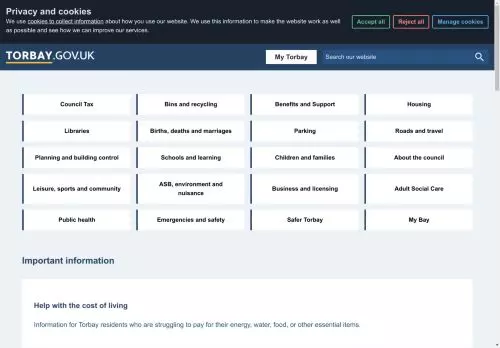 Privacy and cookies
We use cookies to collect information about how you use our website. We use this information to make the website work as well
as possible and see how we can improve our services.
Accept all
Reject all
Manage cookies
TORBAY.GOV.UK
My Torbay
Search our website
Council Tax
Bins and recycling
Benefits and Support
Housing
Libraries
Births, deaths and marriages
Parking
Roads and travel
Planning and building control
Schools and learning
Children and families
About the council
Leisure, sports and community
ASB, environment and
nuisance
Business and licensing
Adult Social Care
Public health
Emergencies and safety
Safer Torbay
My Bay
Important information
Help with the cost of living
Information for Torbay residents who are struggling to pay for their energy, water, food, or other essential items.